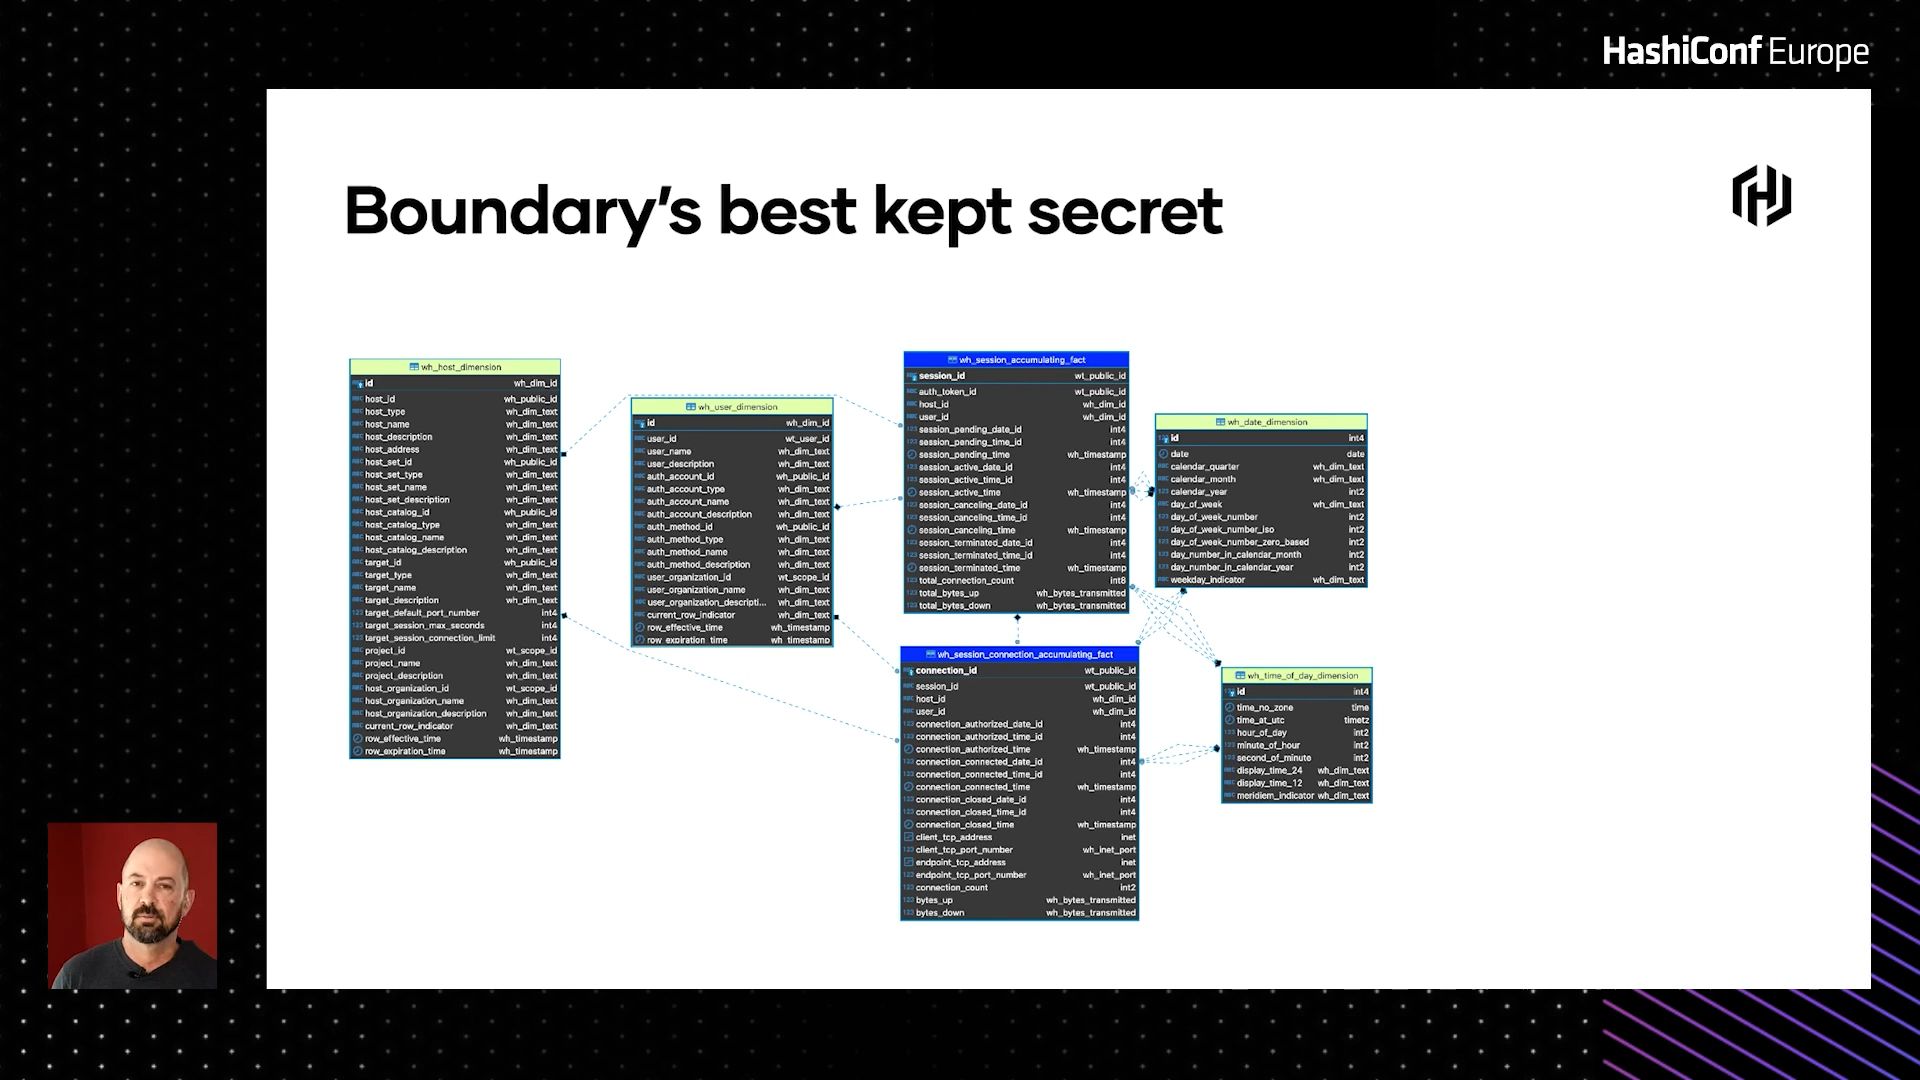 HashiConf Europe
Boundary's best kept secret
wh_host_dimension
id wh_dim_id
host_id wh_public_id
host_type wh_dim_text
host_name wh_dim_text
host_description wh_dim_text
host_address wh_dim_text
host_set_id wh_public_id
host_set_type wh_dim_text
host_set_name wh_dim_text
host_set_description wh_dim_text
host_catalog_id wh_public_id
host_catalog_type wh_dim_text
host_catalog_name wh_dim_text
host_catalog_description wh_dim_text
target_id wh_public_id
target_type wh_dim_text
target_name wh_dim_text
target_description wh_dim_text
target_default_port_number int4
target_session_max_seconds int4
target_session_connection_limit int4
project_id wt_scope_id
project_name wh_dim_text
project_description wh_dim_text
host_organization_id wt_scope_id
host_organization_name wh_dim_text
host_organization_description wh_dim_text
current_row_indicator wh_dim_text
row_effective_time wh_timestamp
row_expiration_time wh_timestamp
wh_user_dimension
id wh_dim_id
user_id wt_user_id
user_name wh_dim_text
user_description wh_dim_text
auth_account_id wh_public_id
auth_account_type wh_dim_text
auth_account_name wh_dim_text
auth_account_description wh_dim_text
auth_method_id wh_public_id
auth_method_type wh_dim_text
auth_method_name wh_dim_text
auth_method_description wh_dim_text
user_organization_id wt_scope_id
user_organization_name wh_dim_text
user_organization_descripti... wh_dim_text
current_row_indicator wh_dim_text
row_effective_time wh_timestamp
row_expiration_time wh_timestamp
wh_session_accumulating_fact
session_id wt_public_id
auth_token_id wt_public_id
host_id wh_dim_id
user_id wh_dim_id
session_pending_date_id int4
session_pending_time_id int4
session_pending_time wh_timestamp
session_active_date_id int4
session_active_time_id int4
session_active_time wh_timestamp
session_canceling_date_id int4
session_canceling_time_id int4
session_canceling_time wh_timestamp
session_terminated_date_id int4
session_terminated_time_id int4
session_terminated_time wh_timestamp
total_connection_count int8
total_bytes_up wh_bytes_transmitted
total_bytes_down wh_bytes_transmitted
wh_session_connection_accumulating_fact
connection_id wt_public_id
session_id wt_public_id
host_id wh_dim_id
user_id wh_dim_id
connection_authorized_date_id int4
connection_authorized_time_id int4
connection_authorized_time wh_timestamp
connection_connected_date_id int4
connection_connected_time_id int4
connection_connected_time wh_timestamp
connection_closed_date_id int4
connection_closed_time_id int4
connection_closed_time wh_timestamp
client_tcp_address inet
client_tcp_port_number wh_inet_port
endpoint_tcp_address inet
endpoint_tcp_port_number wh_inet_port
connection_count int2
bytes_up wh_bytes_transmitted
bytes_down wh_bytes_transmitted
wh_date_dimension
id int4
date date
calendar_quarter wh_dim_text
calendar_month wh_dim_text
calendar_year int2
day_of_week wh_dim_text
day_of_week_number int2
day_of_week_number_iso int2
day_of_week_number_zero_based int2
day_number_in_calendar_month int2
day_number_in_calendar_year int2
weekday_indicator wh_dim_text
wh_time_of_day_dimension
id int4
time_no_zone time
time_at_utc timetz
hour_of_day int2
minute_of_hour int2
second_of_minute int2
display_time_24 wh_dim_text
display_time_12 wh_dim_text
meridiem_indicator wh_dim_text